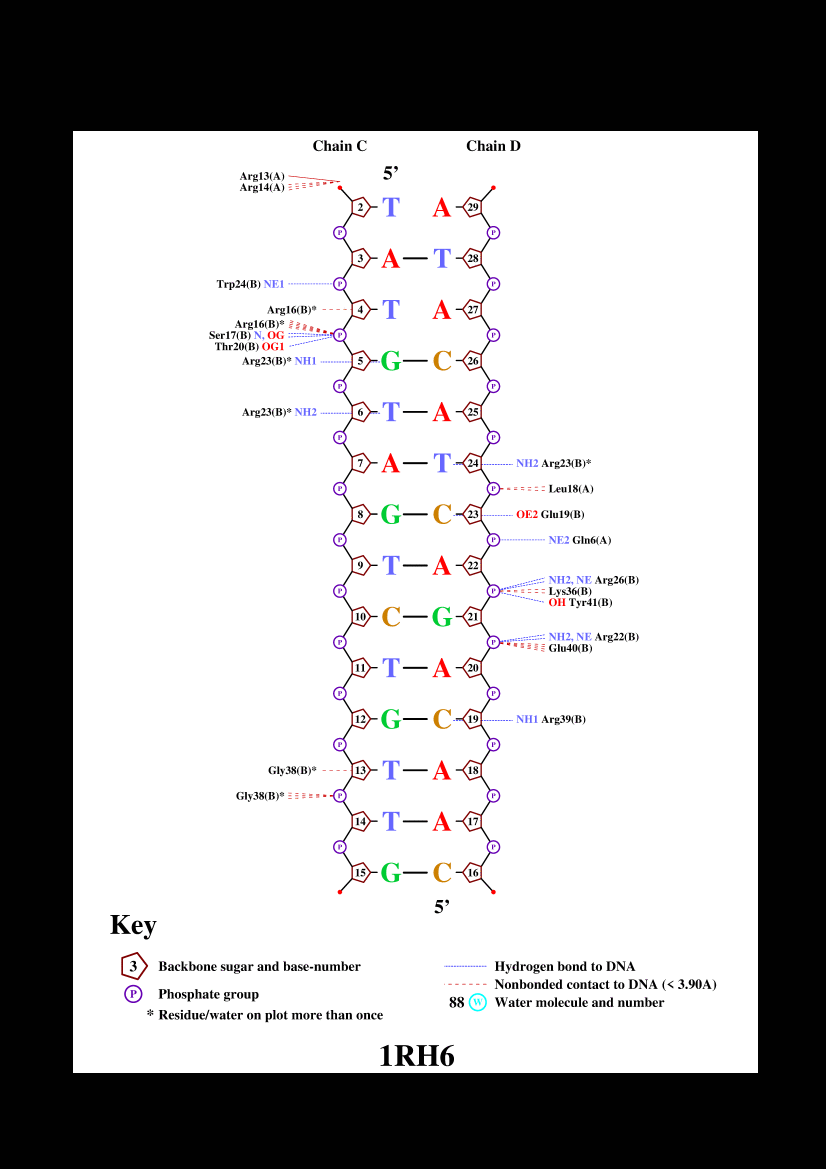 Chain C Chain D
5’
Arg13(A)
Arg14(A)
2 T A 29
P P
3 A T 28
Trp24(B) NE1 P P
Arg16(B)* 4 T A 27
Arg16(B)*
Ser17(B) N, OG P P
Thr20(B) OG1
Arg23(B)* NH1 5 G C 26
P P
Arg23(B)* NH2 6 T A 25
P P
7 A T 24 NH2 Arg23(B)*
P P Leu18(A)
8 G C 23 OE2 Glu19(B)
P P NE2 Gln6(A)
9 T A 22
NH2, NE Arg26(B)
P P Lys36(B)
OH Tyr41(B)
10 C G 21
NH2, NE Arg22(B)
P P
Glu40(B)
11 T A 20
P P
12 G C 19 NH1 Arg39(B)
P P
Gly38(B)* 13 T A 18
Gly38(B)* P P
14 T A 17
P P
15 G C 16
5’
Key
3 Backbone sugar and base-number
P Phosphate group
* Residue/water on plot more than once
Hydrogen bond to DNA
Nonbonded contact to DNA (< 3.90A)
88 W Water molecule and number
1RH6